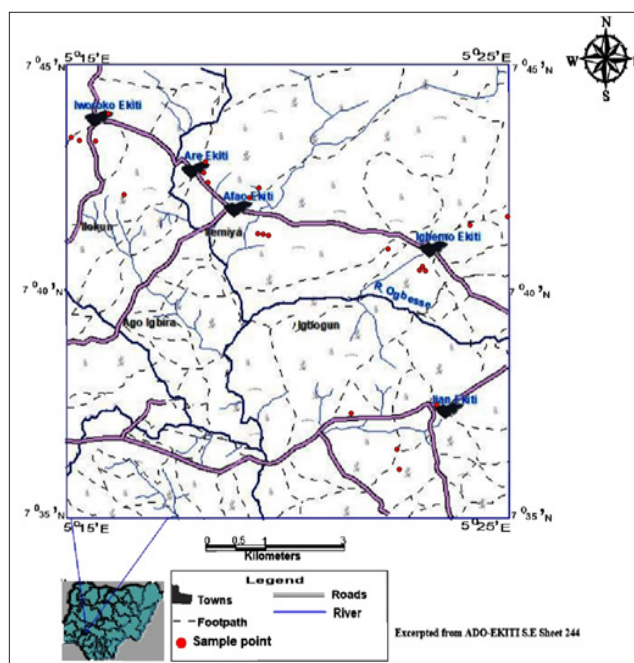 N
W
S
5°15'E
5°25'E
7°45'N
7°45'N
Iworoko Ekiti
Are Ekiti
Afao Ekiti
Ilokun
Igbemo Ekiti
7°40'N
7°40'N
R. Ogbesse
Ago Igbira
Igbogun
7°35'N
7°35'N
5°15'E
5°25'E
0 0.5 1 3
Kilometers
Legend
Towns
Roads
Footpath
River
Sample point
Excerpted from ADO-EKITI S.E Sheet 244